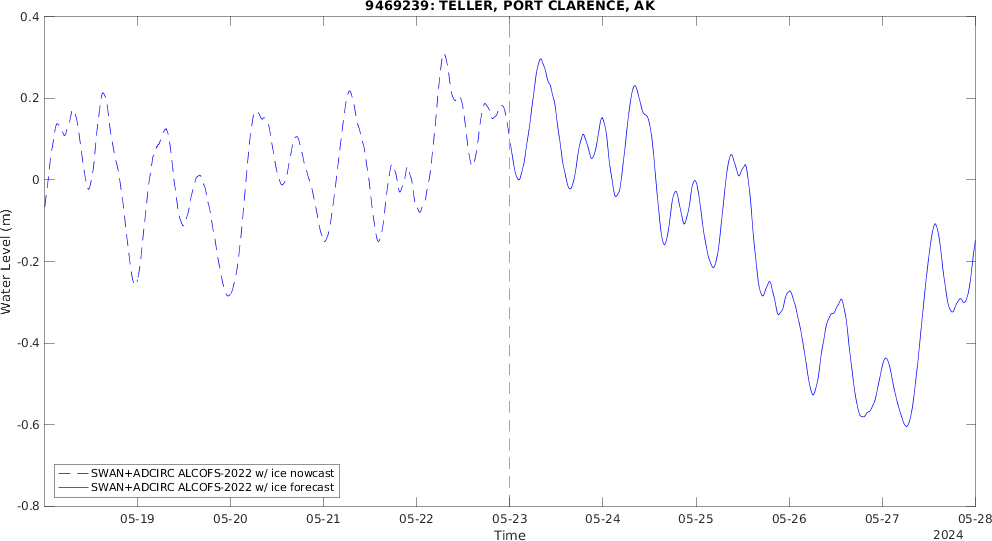 9469239: TELLER, PORT CLARENCE, AK
Water Level (m)
0.4
0.2
0
-0.2
-0.4
-0.6
-0.8
SWAN+ADCIRC ALCOFS-2022 w/ ice nowcast
SWAN+ADCIRC ALCOFS-2022 w/ ice forecast
05-19 05-20 05-21 05-22 05-23 05-24 05-25 05-26 05-27 05-28
Time
2024